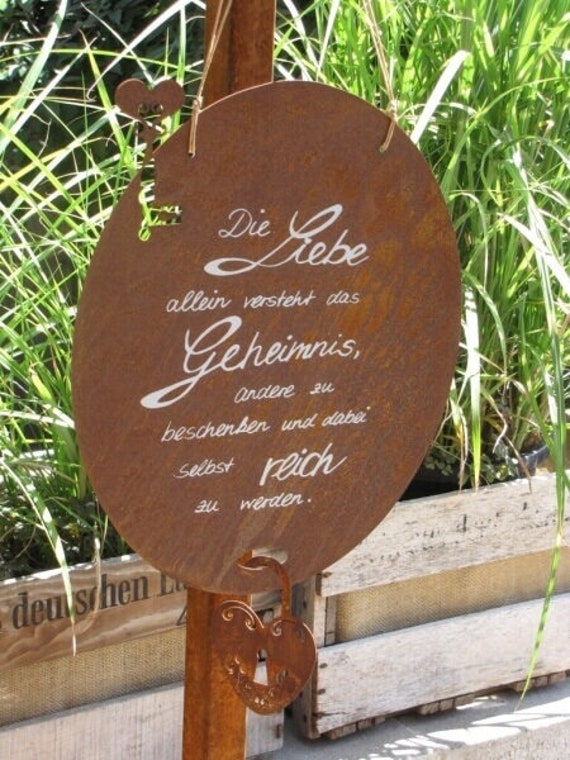 Die Liebe
allein versteht das
Geheimnis,
andere zu
beschenken und dabei
selbst reich
zu werden.
deutschen